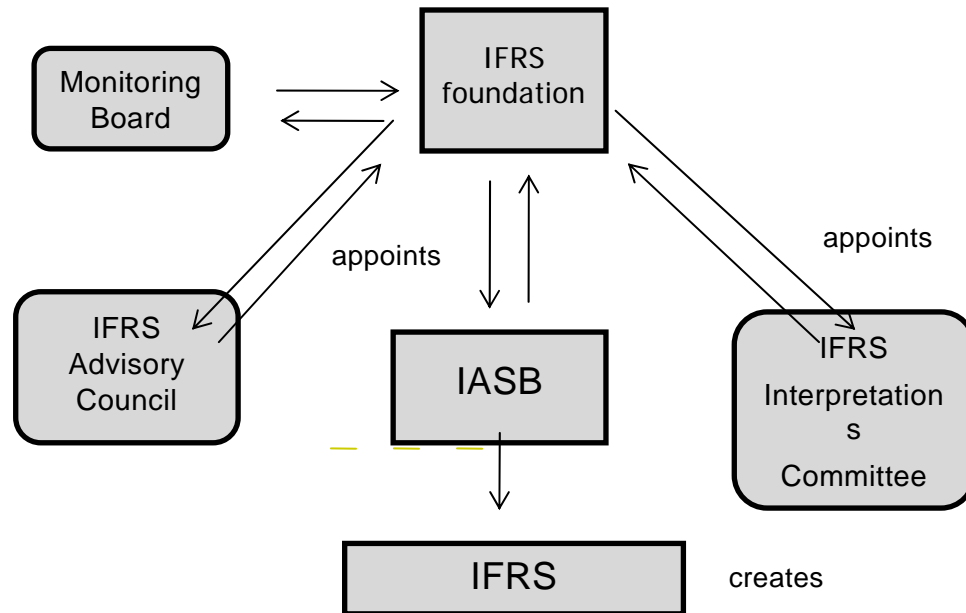 Monitoring
Board
IFRS
foundation
appoints
appoints
IFRS
Advisory
Council
IASB
IFRS
Interpretation
s
Committee
IFRS
creates